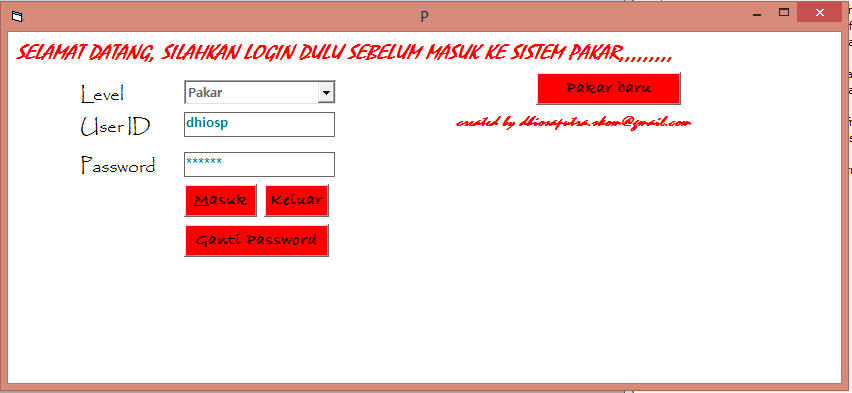 P
SELAMAT DATANG, SILAHKAN LOGIN DULU SEBELUM MASUK KE SISTEM PAKAR,,,,,,,,,
Level
Pakar
Pakar baru
User ID
dhiosp
created by dhiosaputra.skom@gmail.com
Password
******
Masuk
Keluar
Ganti Password